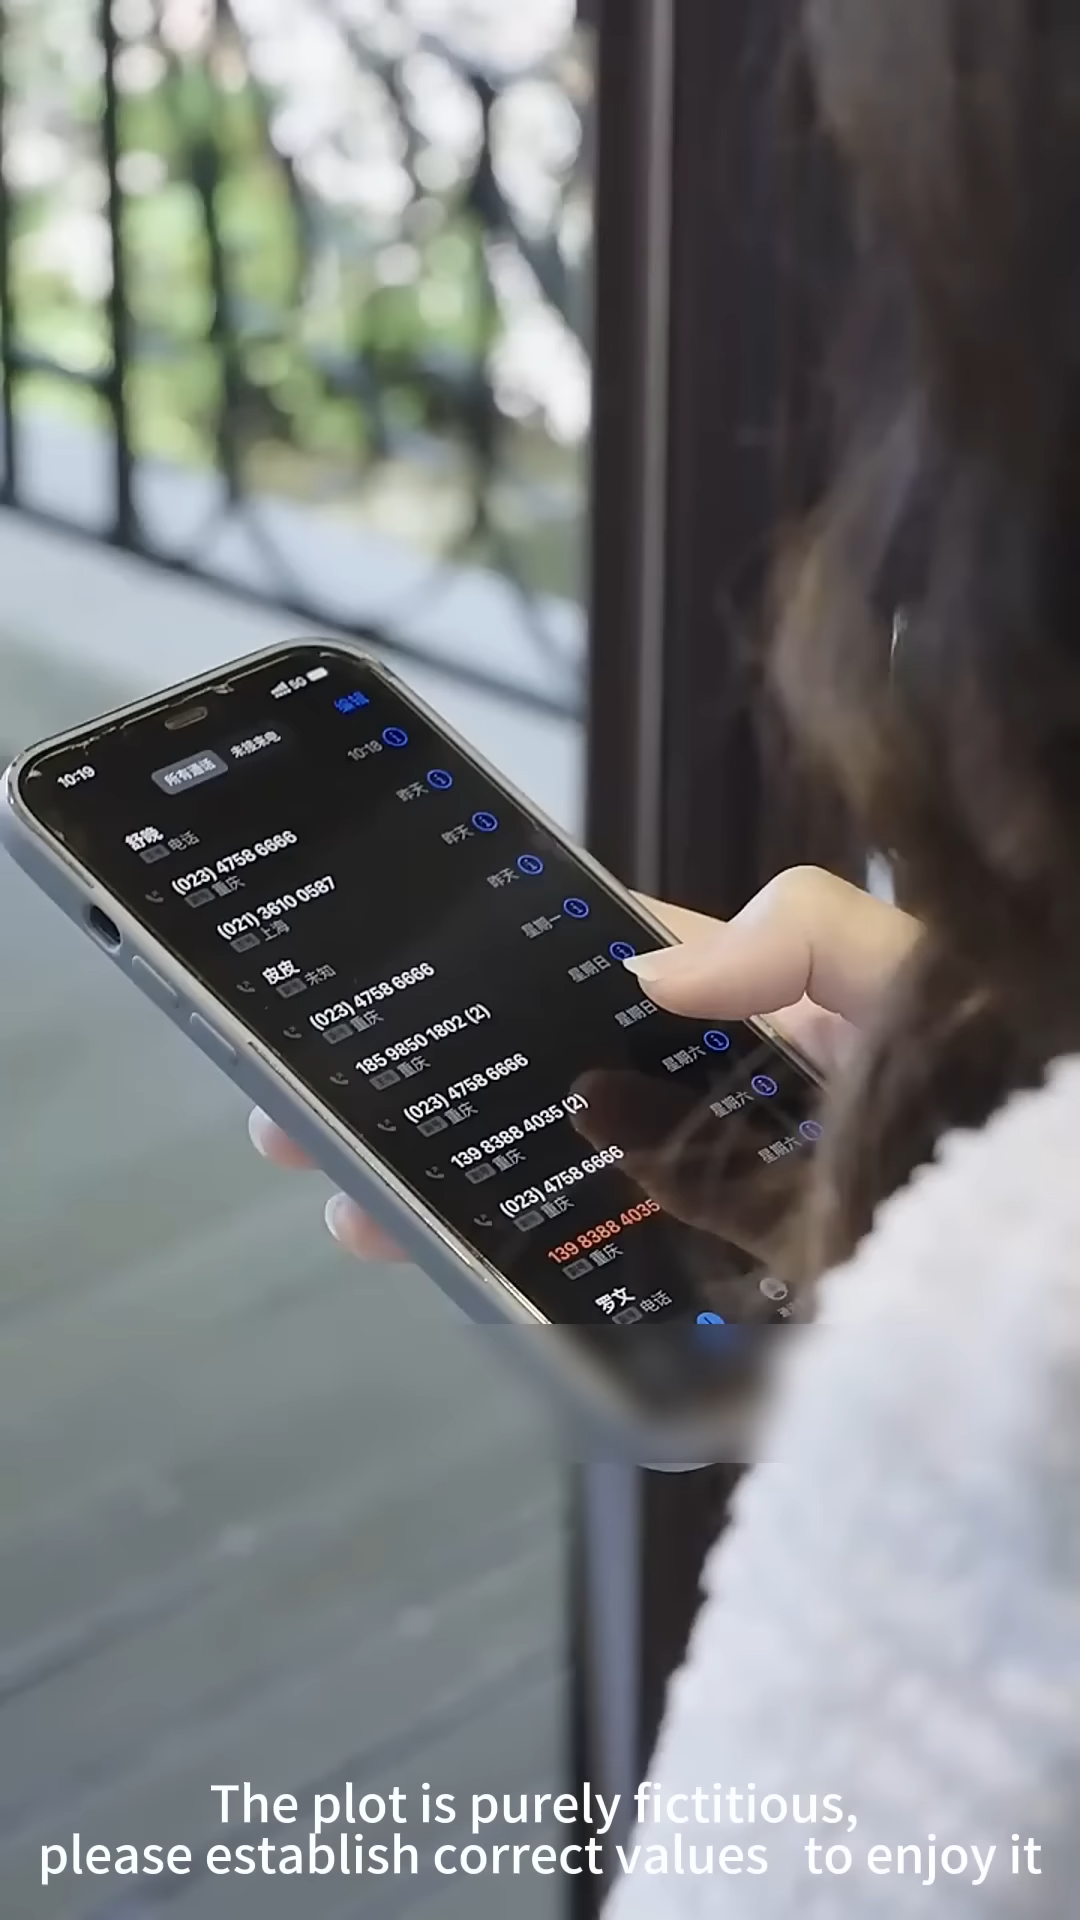 10:19
5G
编辑
所有通话 未接来电
舒晚
电话
10:18
(023) 4758 6666
重庆
昨天
(021) 3610 0587
上海
昨天
皮皮
未知
昨天
(023) 4758 6666
重庆
星期一
185 9850 1802 (2)
重庆
星期日
(023) 4758 6666
重庆
星期日
139 8388 4035 (2)
重庆
星期六
(023) 4758 6666
重庆
星期六
139 8388 4035
重庆
星期六
罗文
电话
The plot is purely fictitious,
please establish correct values to enjoy it